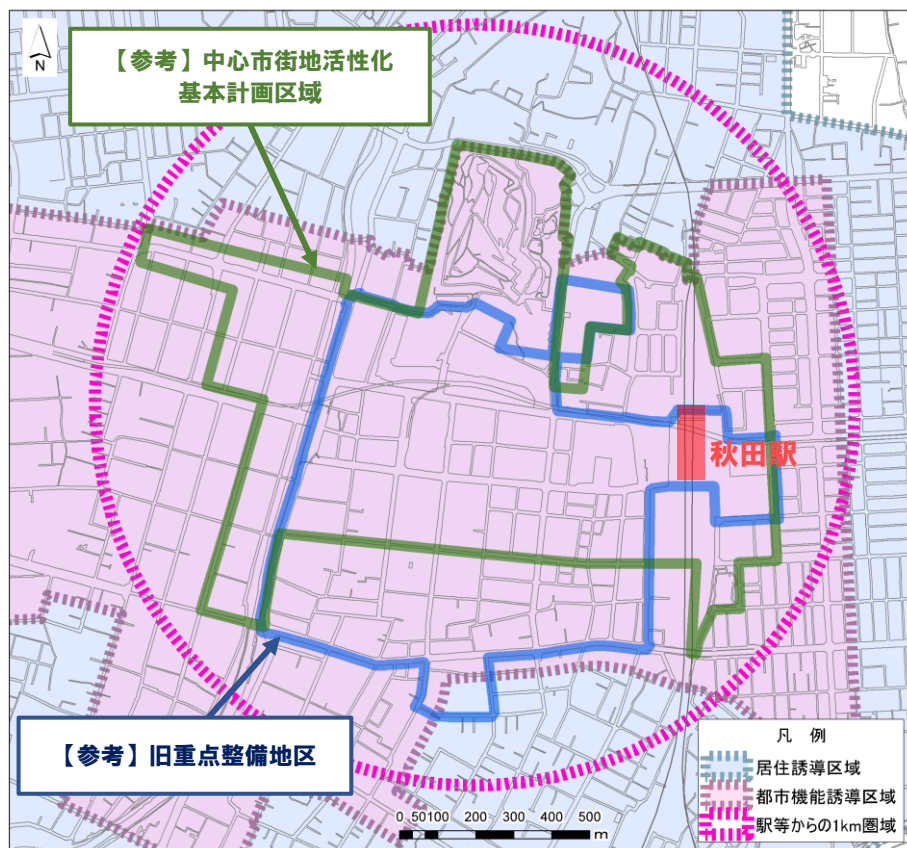 N
【参考】中心市街地活性化
基本計画区域
秋田駅
【参考】旧重点整備地区
凡 例
居住誘導区域
都市機能誘導区域
駅等からの1km圏域
0 50100 200 300 400 500
m